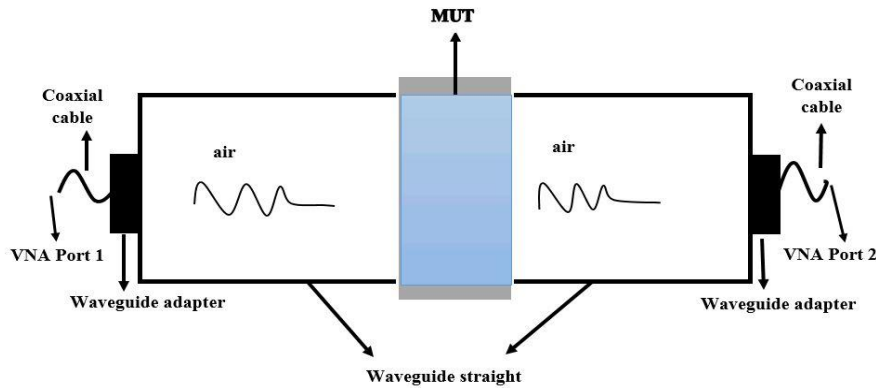 MUT
Coaxial
cable
air
air
Coaxial
cable
VNA Port 1
VNA Port 2
Waveguide adapter
Waveguide adapter
Waveguide straight